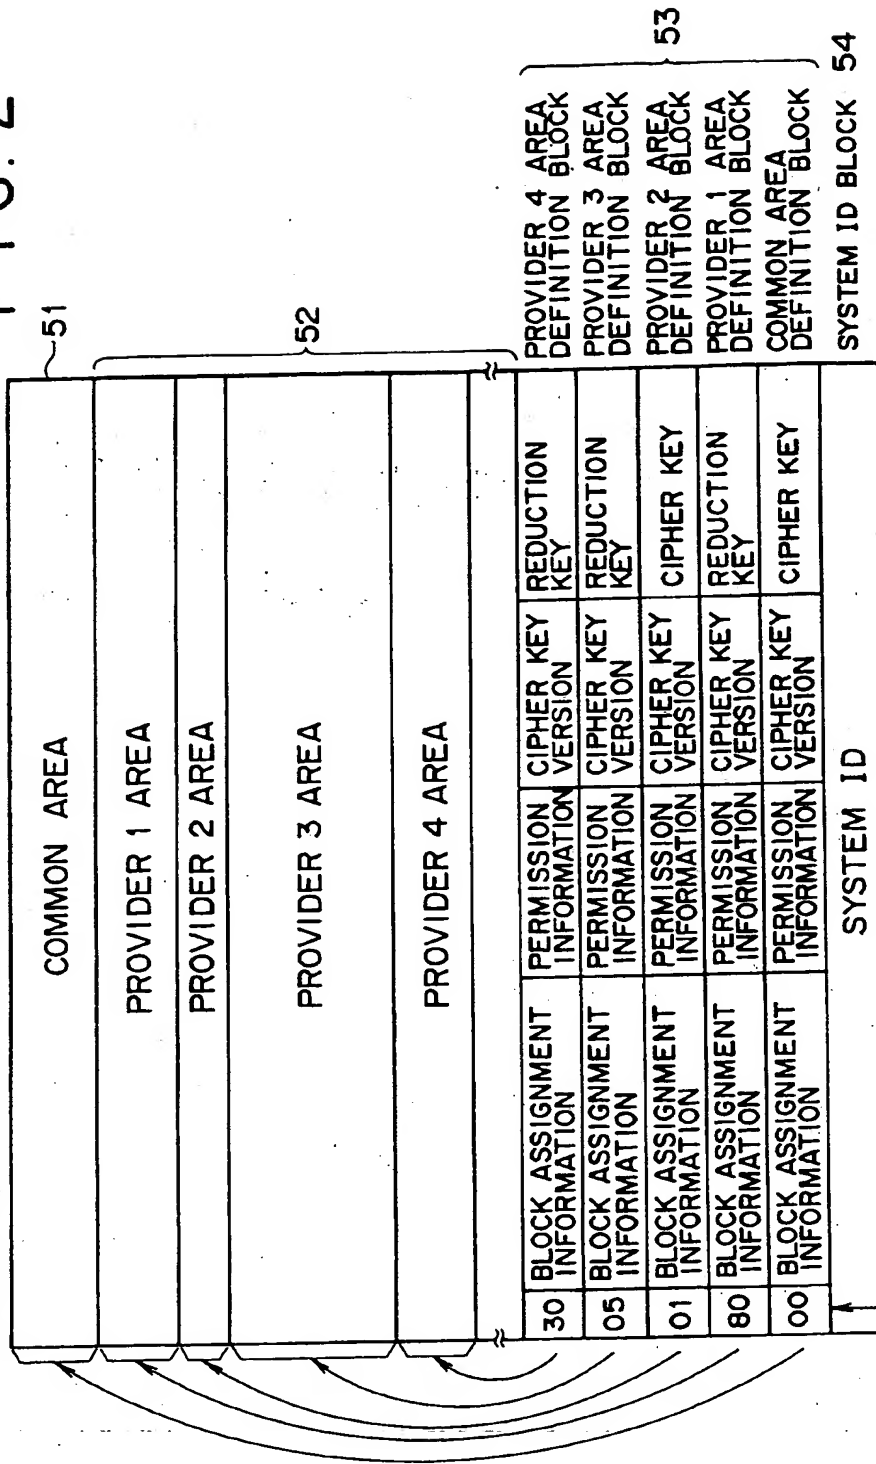 FIG. 2
COMMON AREA
51
PROVIDER 1 AREA
PROVIDER 2 AREA
PROVIDER 3 AREA
PROVIDER 4 AREA
52
30
BLOCK ASSIGNMENT
INFORMATION
PERMISSION
INFORMATION
CIPHER KEY
VERSION
REDUCTION
KEY
PROVIDER 4 AREA
DEFINITION BLOCK
05
BLOCK ASSIGNMENT
INFORMATION
PERMISSION
INFORMATION
CIPHER KEY
VERSION
REDUCTION
KEY
PROVIDER 3 AREA
DEFINITION BLOCK
01
BLOCK ASSIGNMENT
INFORMATION
PERMISSION
INFORMATION
CIPHER KEY
VERSION
CIPHER KEY
PROVIDER 2 AREA
DEFINITION BLOCK
80
BLOCK ASSIGNMENT
INFORMATION
PERMISSION
INFORMATION
CIPHER KEY
VERSION
REDUCTION
KEY
PROVIDER 1 AREA
DEFINITION BLOCK
00
BLOCK ASSIGNMENT
INFORMATION
PERMISSION
INFORMATION
CIPHER KEY
VERSION
CIPHER KEY
COMMON AREA
DEFINITION BLOCK
53
SYSTEM ID
SYSTEM ID BLOCK 54